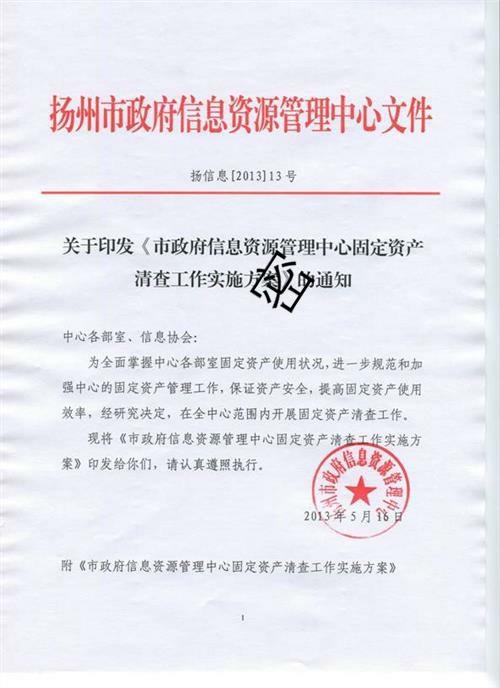 扬州市政府信息资源管理中心文件
扬信息[2013]13号
关于印发《市政府信息资源管理中心固定资产
清查工作实施方案》的通知
中心各部室、信息协会:
为全面掌握中心各部室固定资产使用状况,进一步规范和加
强中心的固定资产管理工作,保证资产安全,提高固定资产使用
效率,经研究决定,在全中心范围内开展固定资产清查工作。
现将《市政府信息资源管理中心固定资产清查工作实施方
案》印发给你们,请认真遵照执行。
扬州市政府信息资源管理中心
2013年5月16日
附《市政府信息资源管理中心固定资产清查工作实施方案》
1